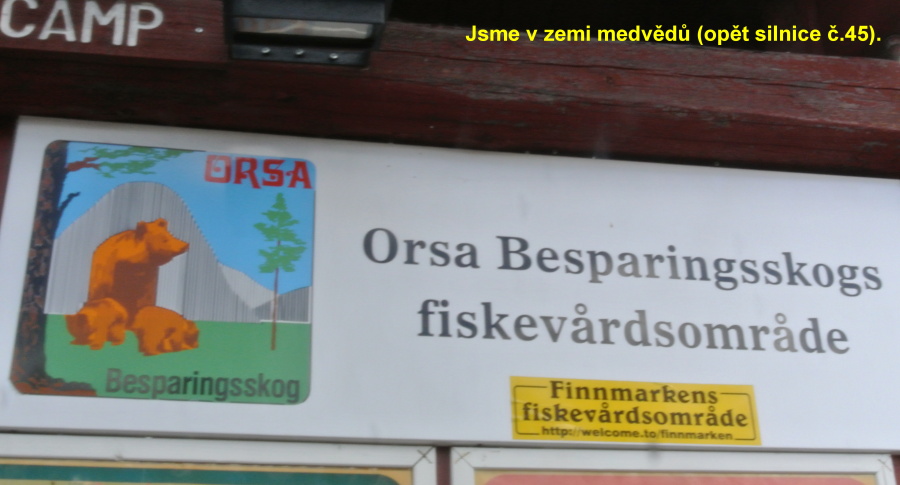 CAMP
Jsme v zemi medvědů (opět silnice č.45).
ORSA
Besparingsskog
Orsa Besparingsskogs
fiskevårdsområde
Finnmarkens
fiskevårdsområde
http://welcome.to/finnmarken